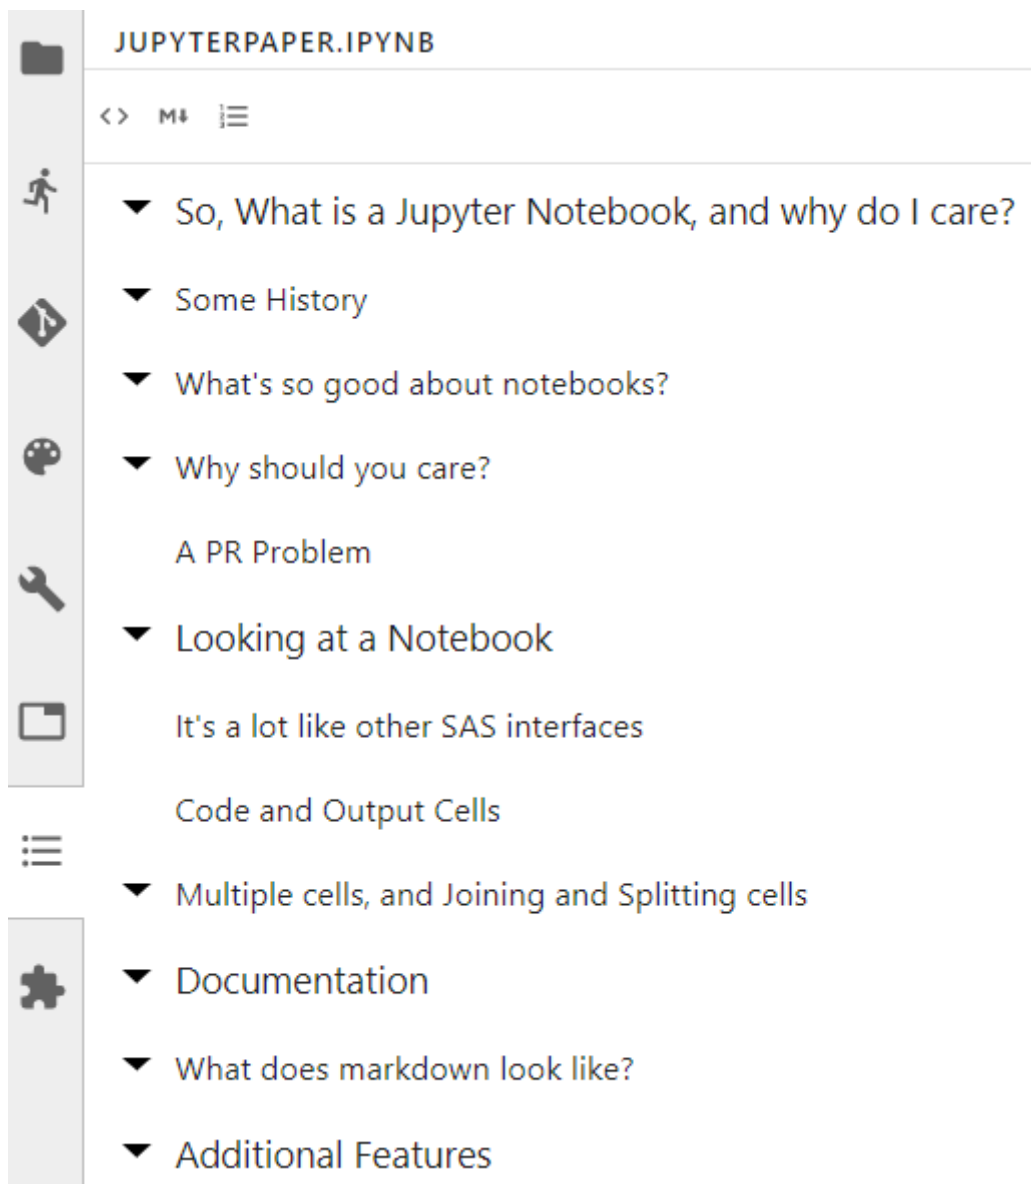 JUPYTERPAPER.IPYNB
<> M↓
So, What is a Jupyter Notebook, and why do I care?
Some History
What's so good about notebooks?
Why should you care?
A PR Problem
Looking at a Notebook
It's a lot like other SAS interfaces
Code and Output Cells
Multiple cells, and Joining and Splitting cells
Documentation
What does markdown look like?
Additional Features